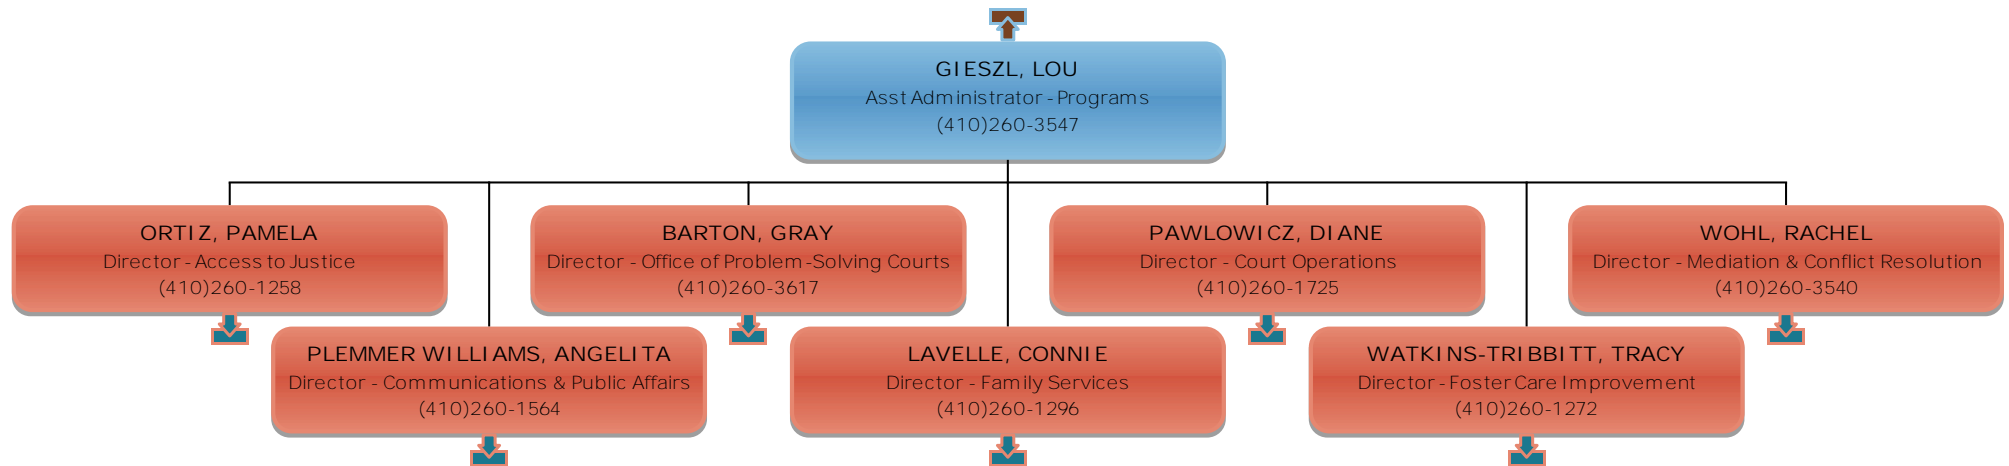 GIESZL, LOU
Asst Administrator - Programs
(410)260-3547
ORTIZ, PAMELA
Director - Access to Justice
(410)260-1258
BARTON, GRAY
Director - Office of Problem-Solving Courts
(410)260-3617
PAWLOWICZ, DIANE
Director - Court Operations
(410)260-1725
WOHL, RACHEL
Director - Mediation & Conflict Resolution
(410)260-3540
PLEMMER WILLIAMS, ANGELITA
Director - Communications & Public Affairs
(410)260-1564
LAVELLE, CONNIE
Director - Family Services
(410)260-1296
WATKINS-TRIBBITT, TRACY
Director - Foster Care Improvement
(410)260-1272